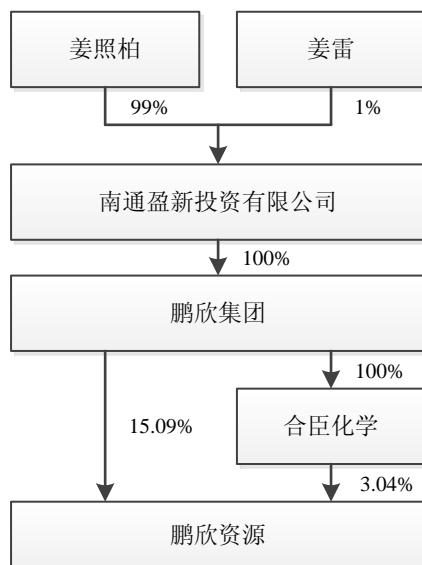 姜照柏
姜雷
99%
1%
南通盈新投资有限公司
100%
鹏欣集团
100%
15.09%
合臣化学
3.04%
鹏欣资源